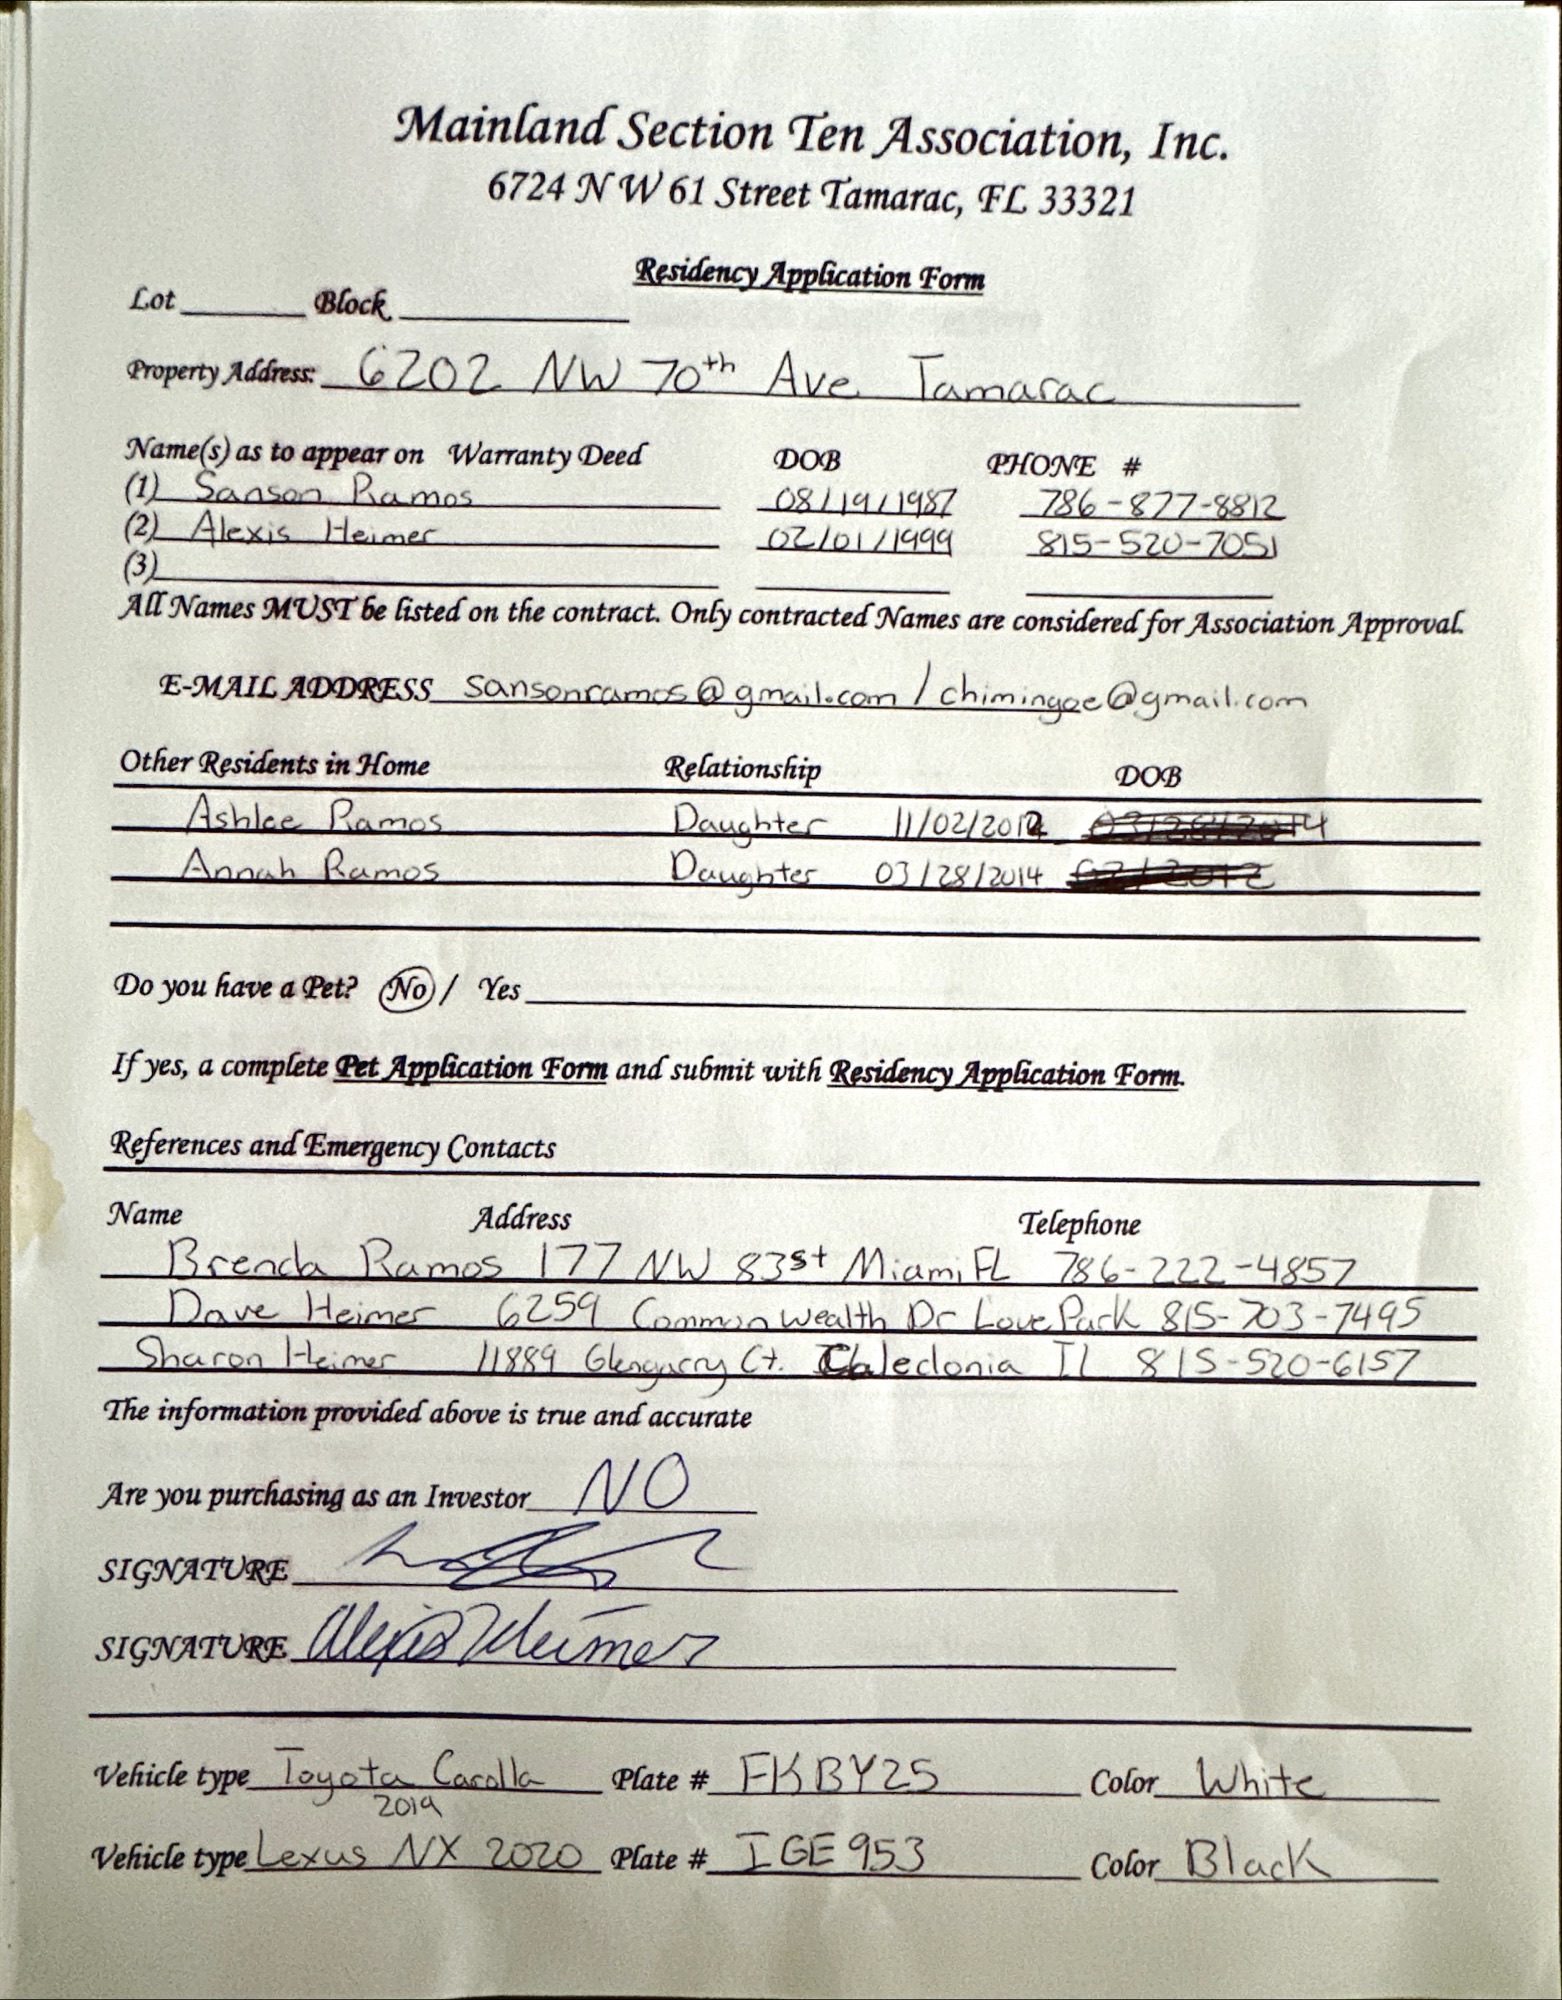 Mainland Section Ten Association, Inc.
6724 N W 61 Street Tamarac, FL 33321
Residency Application Form
Lot Block
Property Address: 6202 NW 70th Ave Tamarac
Name(s) as to appear on Warranty Deed DOB PHONE #
(1) Sanson Ramos 08/19/1987 786-877-8812
(2) Alexis Heimer 02/01/1999 815-520-7051
(3)
All Names MUST be listed on the contract. Only contracted Names are considered for Association Approval.
E-MAIL ADDRESS sansonramos@gmail.com / chimingoe@gmail.com
Other Residents in Home Relationship DOB
Ashlee Ramos Daughter 11/02/2012
Annah Ramos Daughter 03/28/2014
Do you have a Pet? No / Yes
If yes, a complete Pet Application Form and submit with Residency Application Form.
References and Emergency Contacts
Name Address Telephone
Brenda Ramos 177 NW 83st Miami FL 786-222-4857
Dave Heimer 6259 Commonwealth Dr Loves Park 815-703-7495
Sharon Heimer 11889 Glengarry Ct. Caledonia IL 815-520-6157
The information provided above is true and accurate
Are you purchasing as an Investor NO
SIGNATURE
SIGNATURE Alexis Heimer
Vehicle type Toyota Carolla Plate # FKBY25 Color White
2019
Vehicle type Lexus NX 2020 Plate # IGE953 Color Black